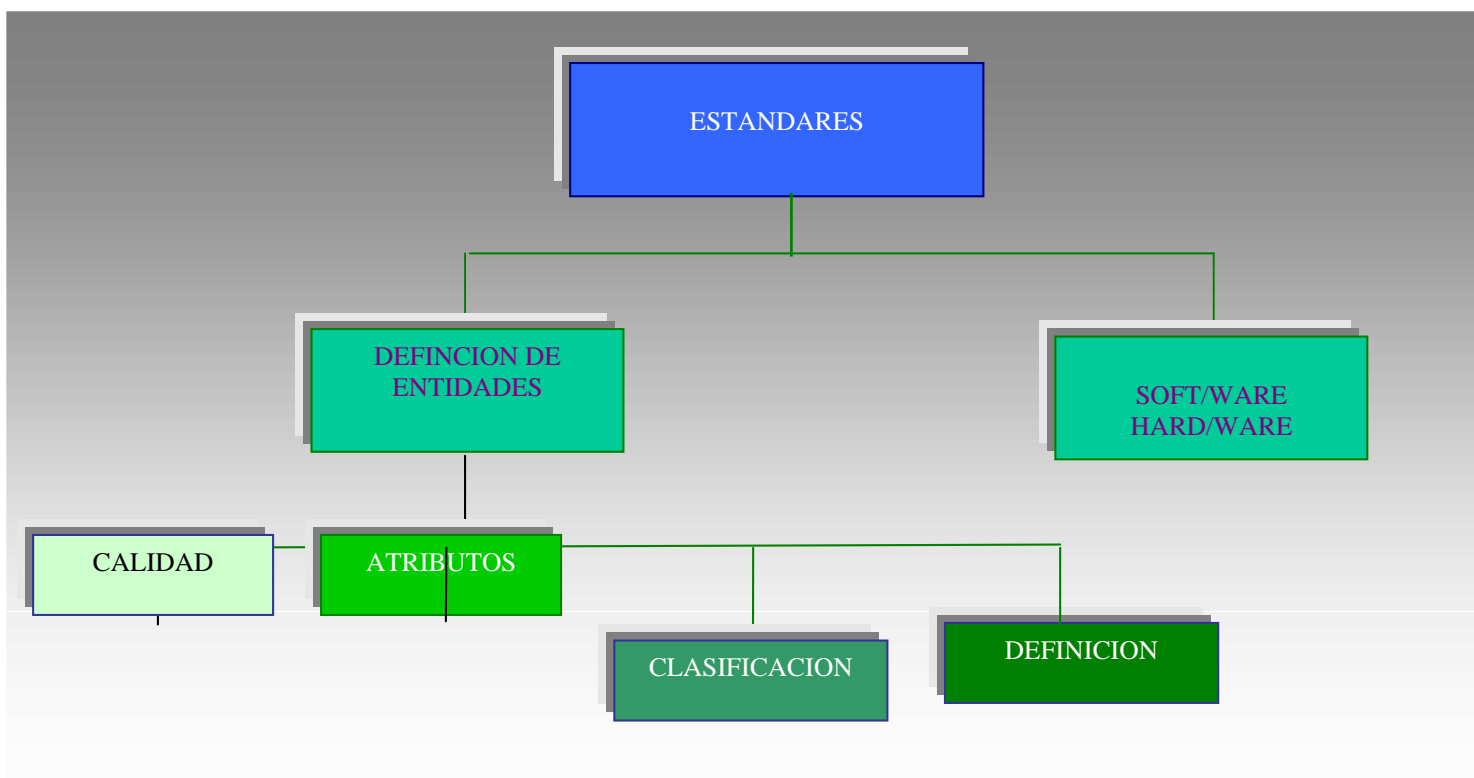 ESTANDARES
DEFINCION DE
ENTIDADES
SOFT/WARE
HARD/WARE
CALIDAD
ATRIBUTOS
CLASIFICACION
DEFINICION